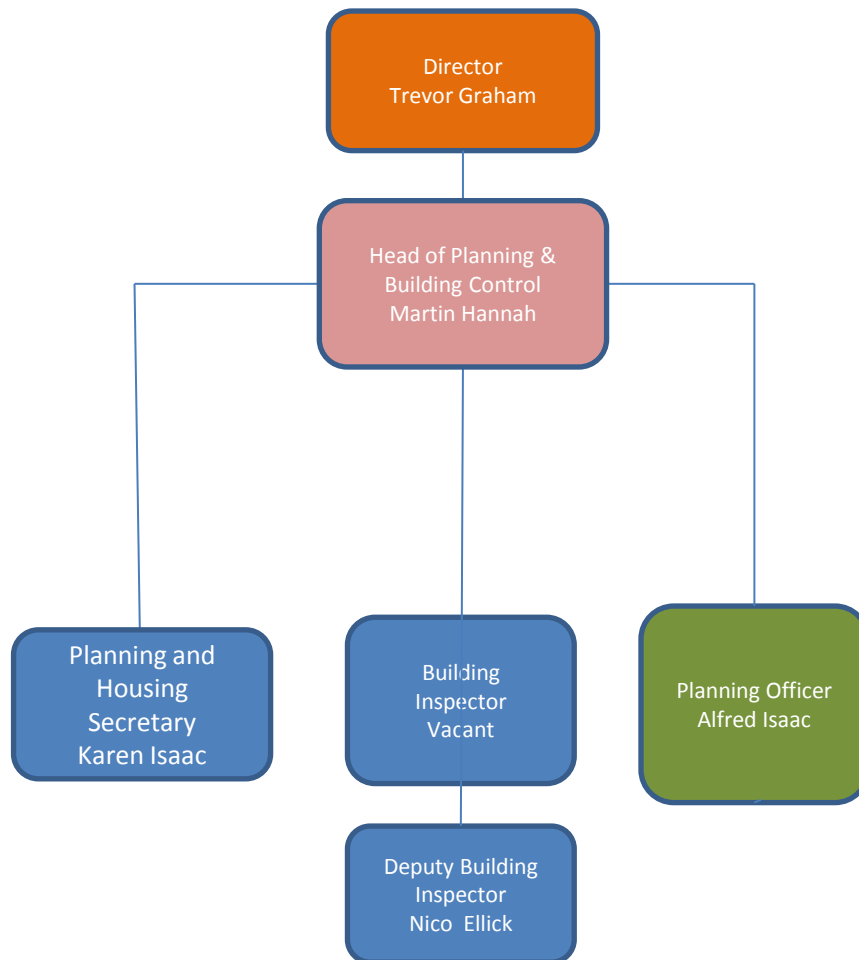 Director
Trevor Graham
Head of Planning &
Building Control
Martin Hannah
Planning and
Housing
Secretary
Karen Isaac
Building
Inspector
Vacant
Planning Officer
Alfred Isaac
Deputy Building
Inspector
Nico Ellick